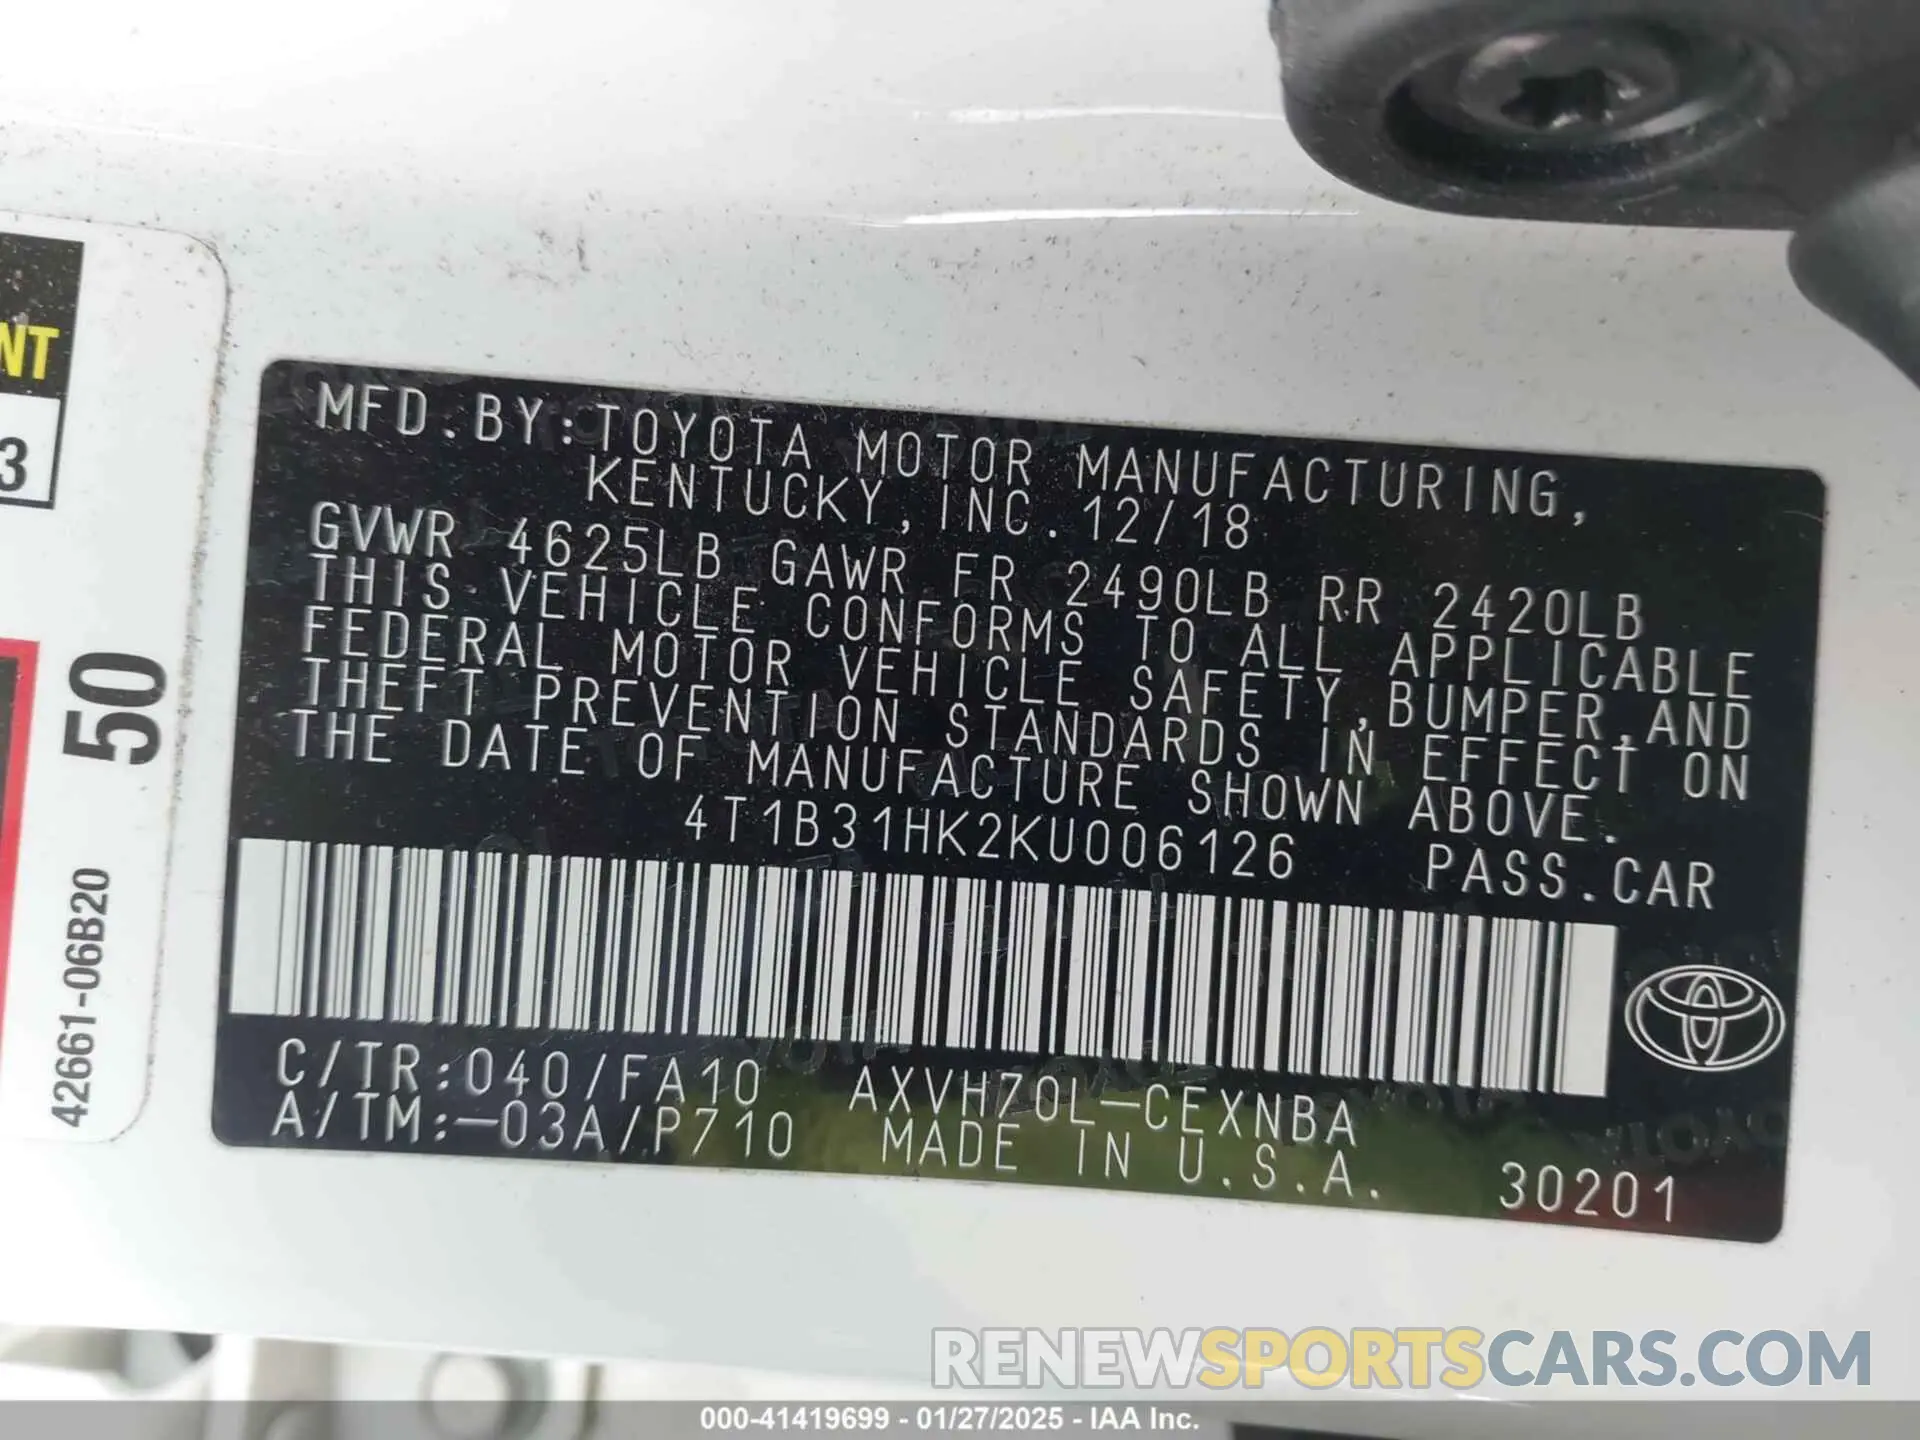 MFD.BY:TOYOTA MOTOR MANUFACTURING,
KENTUCKY,INC.12/18
GVWR 4625LB GAWR FR 2490LB RR 2420LB
THIS VEHICLE CONFORMS TO ALL APPLICABLE
FEDERAL MOTOR VEHICLE SAFETY,BUMPER,AND
THEFT PREVENTION STANDARDS IN EFFECT ON
THE DATE OF MANUFACTURE SHOWN ABOVE.
4T1B31HK2KU006126 PASS.CAR
C/TR:040/FA10 AXVH70L-CEXNBA
A/TM:-03A/P710 MADE IN U.S.A. 30201
NT
3
50
42661-06B20
RENEWSPORTSCARS.COM
000-41419699 - 01/27/2025 - IAA Inc.